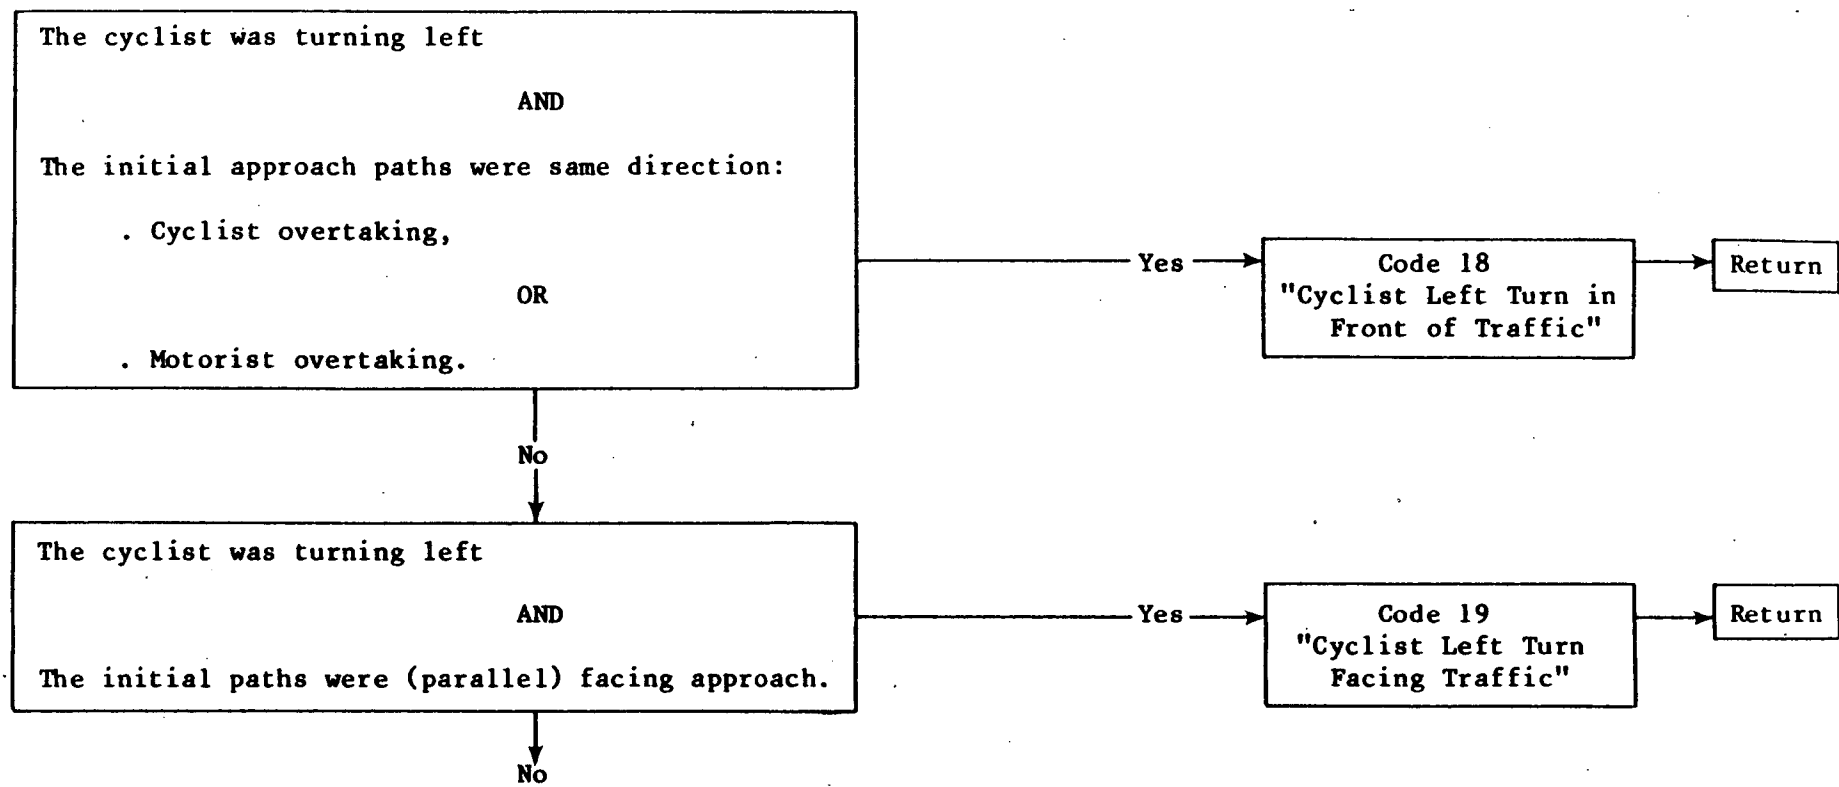 The cyclist was turning left
AND
The initial approach paths were same direction:
. Cyclist overtaking,
OR
. Motorist overtaking.
Yes
Code 18
"Cyclist Left Turn in
Front of Traffic"
Return
No
The cyclist was turning left
AND
The initial paths were (parallel) facing approach.
Yes
Code 19
"Cyclist Left Turn
Facing Traffic"
Return
No